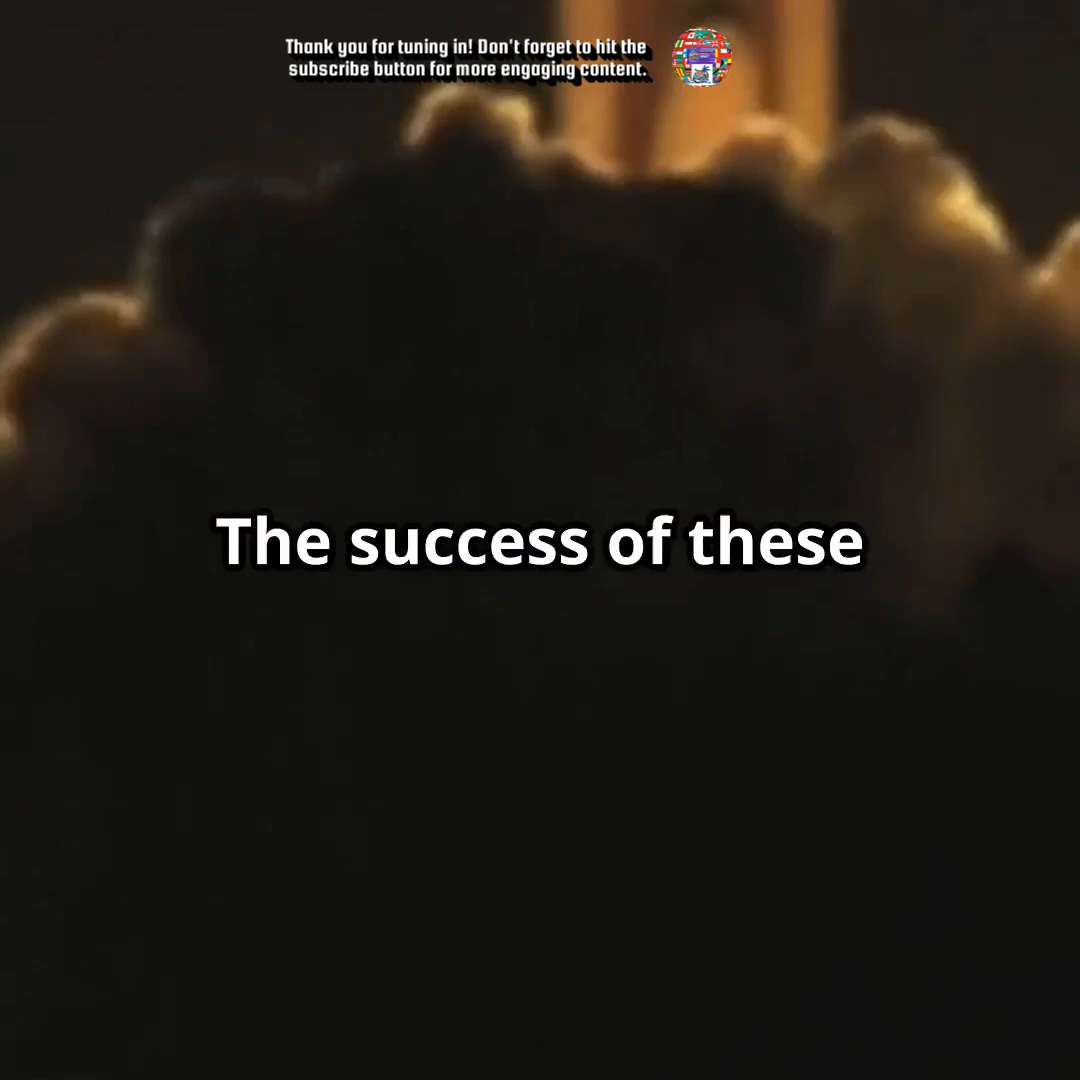 Thank you for tuning in! Don't forget to hit the
subscribe button for more engaging content.
The success of these